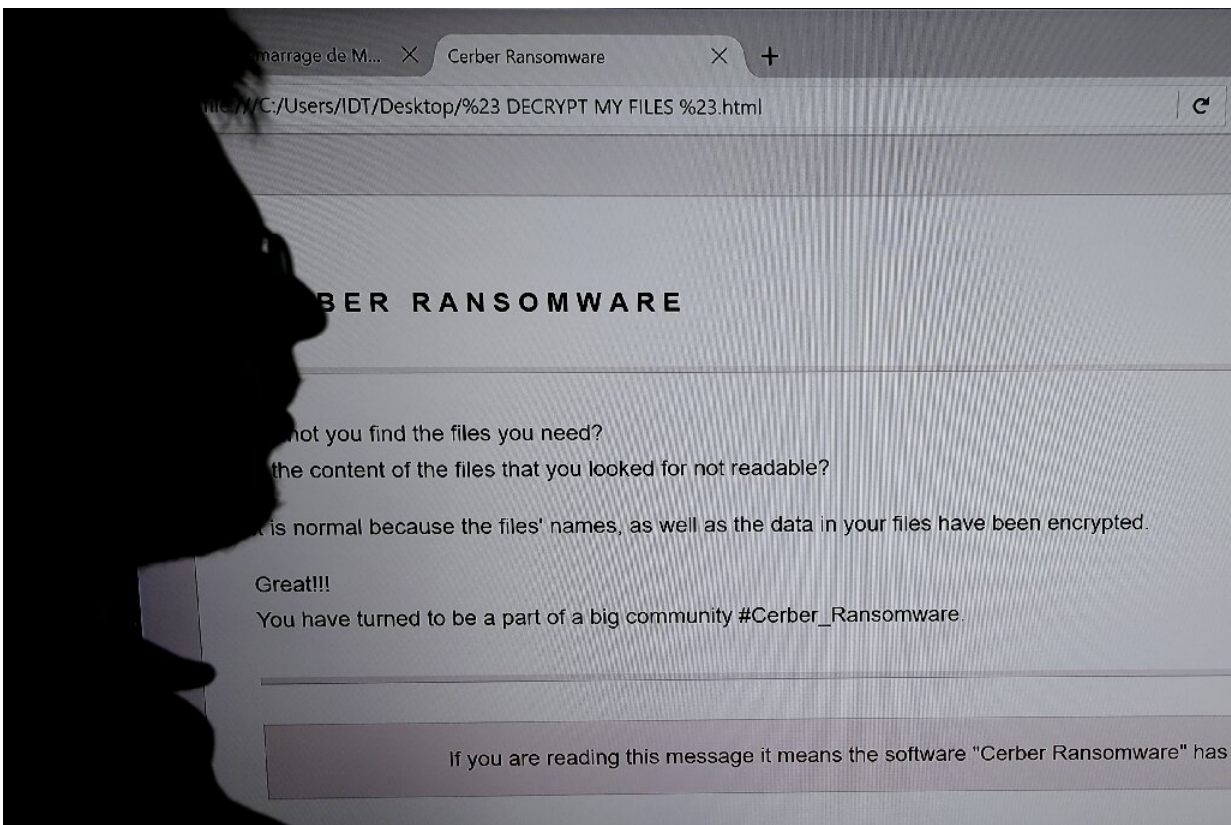 marrage de M...
Cerber Ransomware
/C:/Users/IDT/Desktop/%23 DECRYPT MY FILES %23.html
BER RANSOMWARE
not you find the files you need?
the content of the files that you looked for not readable?
is normal because the files' names, as well as the data in your files have been encrypted.
Great!!!
You have turned to be a part of a big community #Cerber_Ransomware.
If you are reading this message it means the software "Cerber Ransomware" has